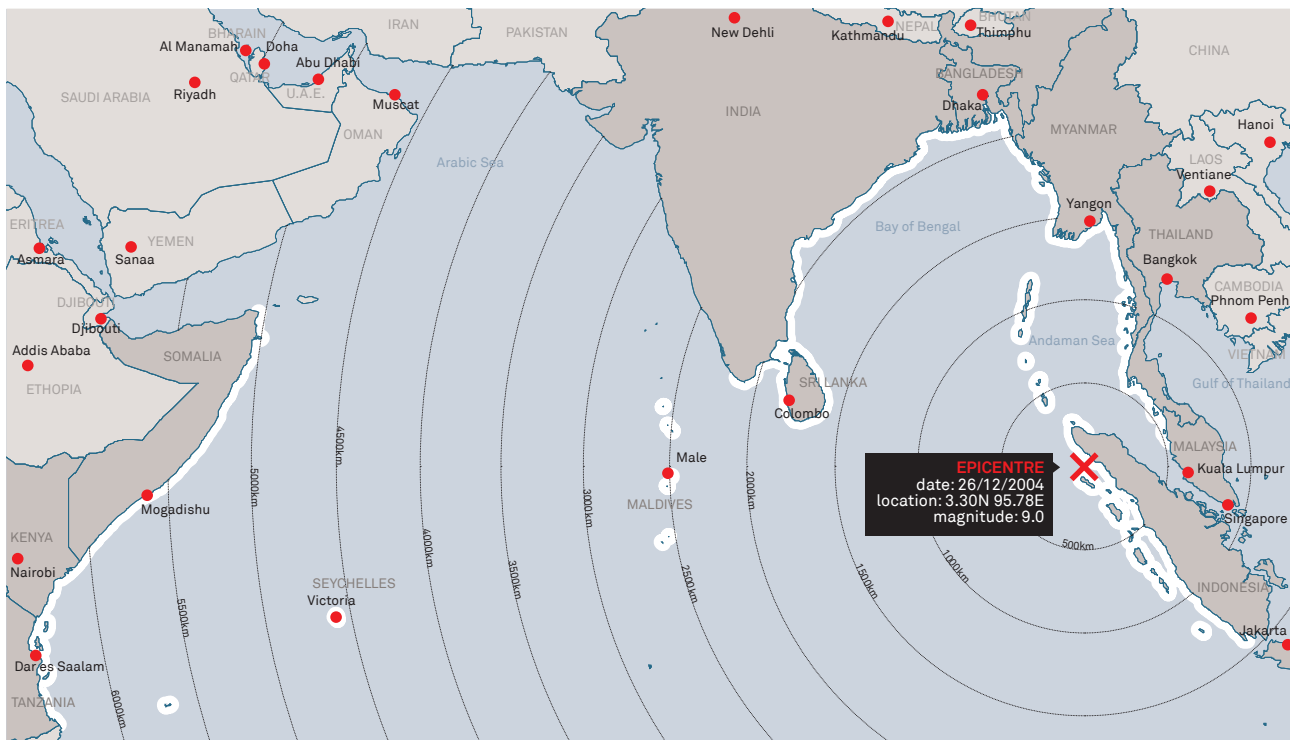 IRAN
PAKISTAN
New Dehli
Kathmandu
NEPAL
BHUTAN
Thimphu
CHINA
BHARAIN
Al Manamah
Doha
QATAR
Abu Dhabi
U.A.E.
Riyadh
SAUDI ARABIA
Muscat
OMAN
BANGLADESH
Dhaka
INDIA
MYANMAR
Hanoi
LAOS
Ventiane
Arabic Sea
Bay of Bengal
Yangon
THAILAND
Bangkok
ERITREA
Asmara
YEMEN
Sanaa
CAMBODIA
Phnom Penh
DJIBOUTI
Djibouti
Addis Ababa
ETHOPIA
SOMALIA
Andaman Sea
VIETNAM
Gulf of Thailand
SRI LANKA
Colombo
MALAYSIA
Kuala Lumpur
Singapore
Male
MALDIVES
EPICENTRE
date: 26/12/2004
location: 3.30N 95.78E
magnitude: 9.0
Mogadishu
KENYA
Nairobi
SEYCHELLES
Victoria
INDONESIA
Jakarta
Dar es Saalam
TANZANIA
6000km
5500km
5000km
4500km
4000km
3500km
3000km
2500km
2000km
1500km
1000km
500km